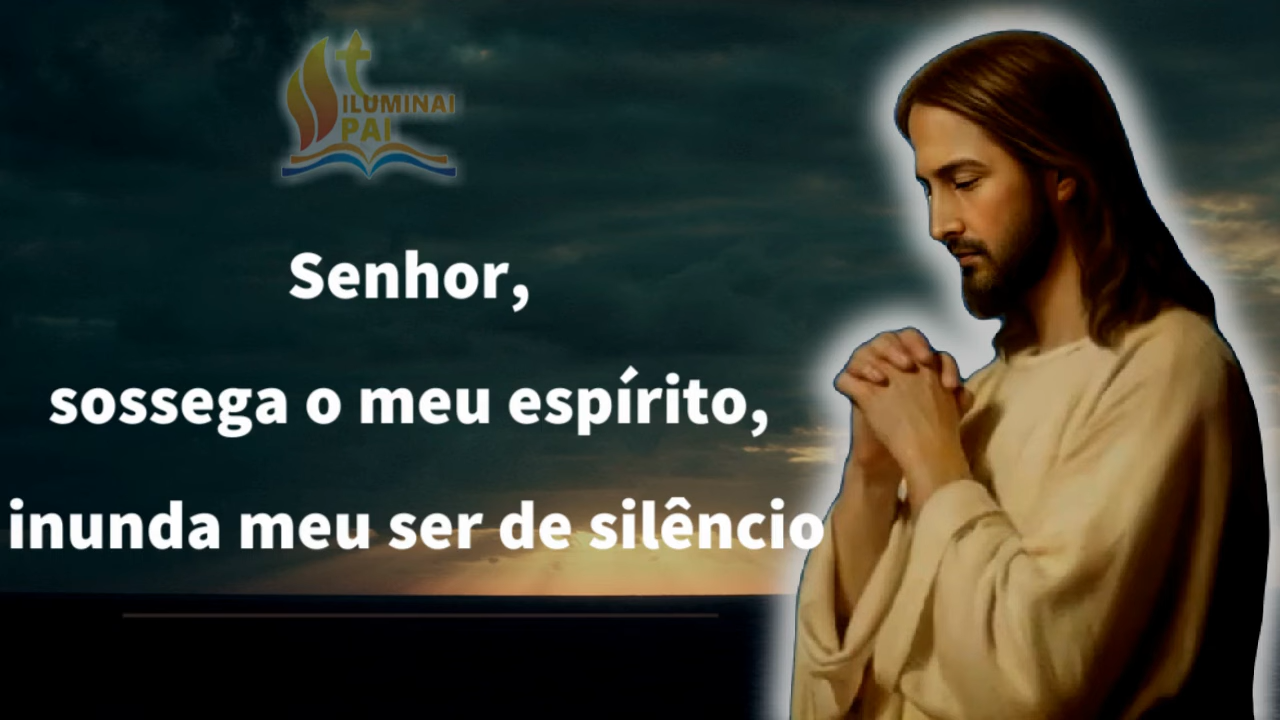 ILUMINAI
PAI
Senhor,
sossega o meu espírito,
inunda meu ser de silêncio